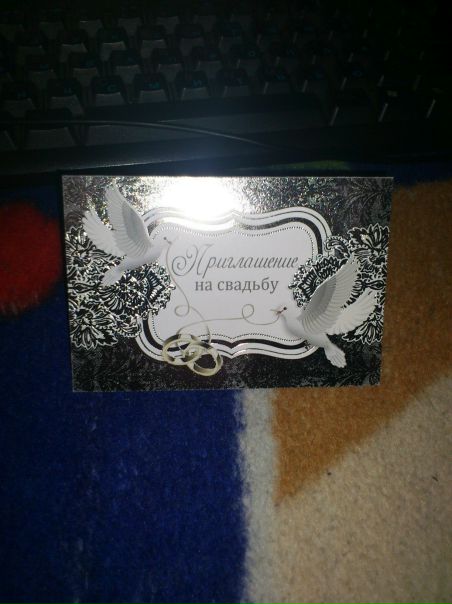 Приглашение
на свадьбу